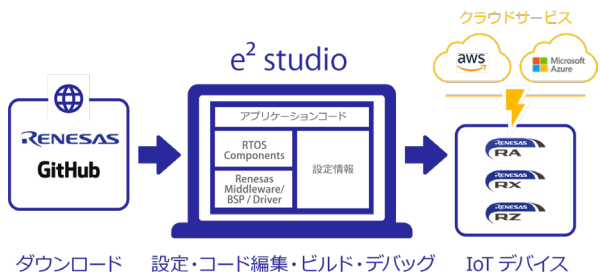 クラウドサービス
aws
Microsoft
Azure
e² studio
RENESAS
GitHub
アプリケーションコード
RTOS
Components
Renesas
Middleware/
BSP / Driver
設定情報
RENESAS
RA
RENESAS
RX
RENESAS
RZ
ダウンロード
設定・コード編集・ビルド・デバッグ
IoT デバイス